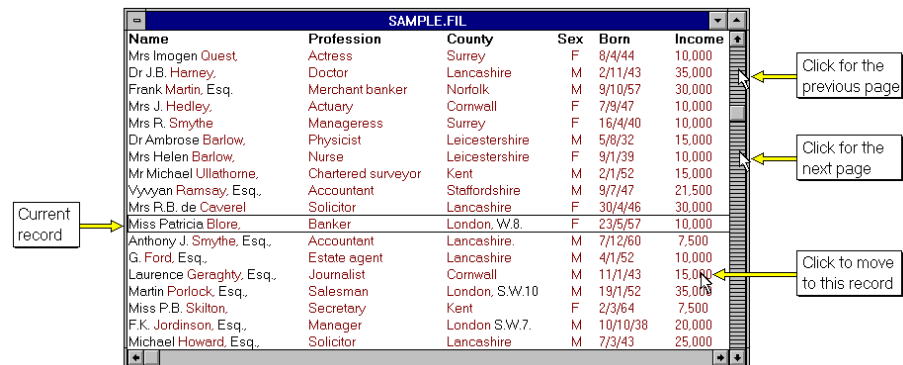 SAMPLE.FIL
Name Profession County Sex Born Income
Mrs Imogen Quest, Actress Surrey F 8/4/44 10,000
Dr J.B. Harney, Doctor Lancashire M 2/11/43 35,000
Frank Martin, Esq. Merchant banker Norfolk M 9/10/57 30,000
Mrs J. Hedley, Actuary Cornwall F 7/9/47 10,000
Mrs R. Smythe Manageress Surrey F 16/4/40 10,000
Dr Ambrose Barlow, Physicist Leicestershire M 5/8/32 15,000
Mrs Helen Barlow, Nurse Leicestershire F 9/1/39 10,000
Mr Michael Ullathorne, Chartered surveyor Kent M 2/1/52 15,000
Vyvyan Ramsay, Esq., Accountant Staffordshire M 9/7/47 21,500
Mrs R.B. de Caverel Solicitor Lancashire F 30/4/46 30,000
Miss Patricia Blore, Banker London, W.8. F 23/5/57 10,000
Anthony J. Smythe, Esq., Accountant Lancashire. M 7/12/60 7,500
G. Ford, Esq., Estate agent Lancashire M 4/1/52 10,000
Laurence Geraghty, Esq., Journalist Cornwall M 11/1/43 15,000
Martin Porlock, Esq., Salesman London, S.W.10 M 19/1/52 35,000
Miss P.B. Skilton, Secretary Kent F 2/3/64 7,500
F.K. Jordinson, Esq., Manager London S.W.7. M 10/10/38 20,000
Michael Howard, Esq., Solicitor Lancashire M 7/3/43 25,000
Current
record
Click for the
previous page
Click for the
next page
Click to move
to this record